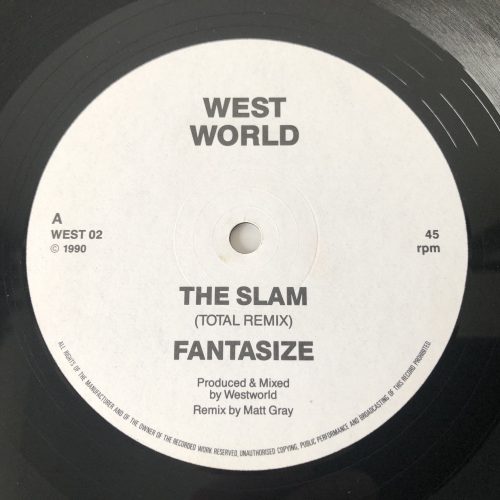 WEST
WORLD
A
WEST 02
© 1990
45
rpm
THE SLAM
(TOTAL REMIX)
FANTASIZE
Produced & Mixed
by Westworld
Remix by Matt Gray
ALL RIGHTS OF THE MANUFACTURER AND OF THE OWNER OF THE RECORDED WORK RESERVED, UNAUTHORISED COPYING, PUBLIC PERFORMANCE AND BROADCASTING OF THIS RECORD PROHIBITED